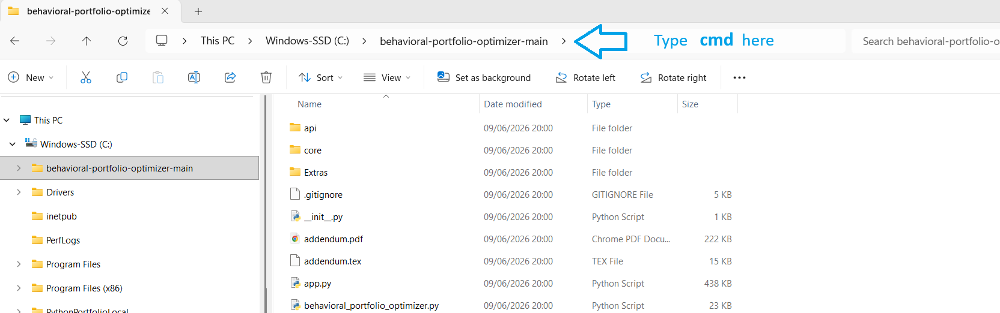 behavioral-portfolio-optimize
This PC Windows-SSD (C:) behavioral-portfolio-optimizer-main Type cmd here Search behavioral-portfolio-o
New Sort View Set as background Rotate left Rotate right
Name Date modified Type Size
This PC
Windows-SSD (C:)
behavioral-portfolio-optimizer-main
Drivers
inetpub
PerfLogs
Program Files
Program Files (x86)
PythonPortfolioLocal
api 09/06/2026 20:00 File folder
core 09/06/2026 20:00 File folder
Extras 09/06/2026 20:00 File folder
.gitignore 09/06/2026 20:00 GITIGNORE File 5 KB
__init__.py 09/06/2026 20:00 Python Script 1 KB
addendum.pdf 09/06/2026 20:00 Chrome PDF Docu... 222 KB
addendum.tex 09/06/2026 20:00 TEX File 15 KB
app.py 09/06/2026 20:00 Python Script 438 KB
behavioral_portfolio_optimizer.py 09/06/2026 20:00 Python Script 23 KB